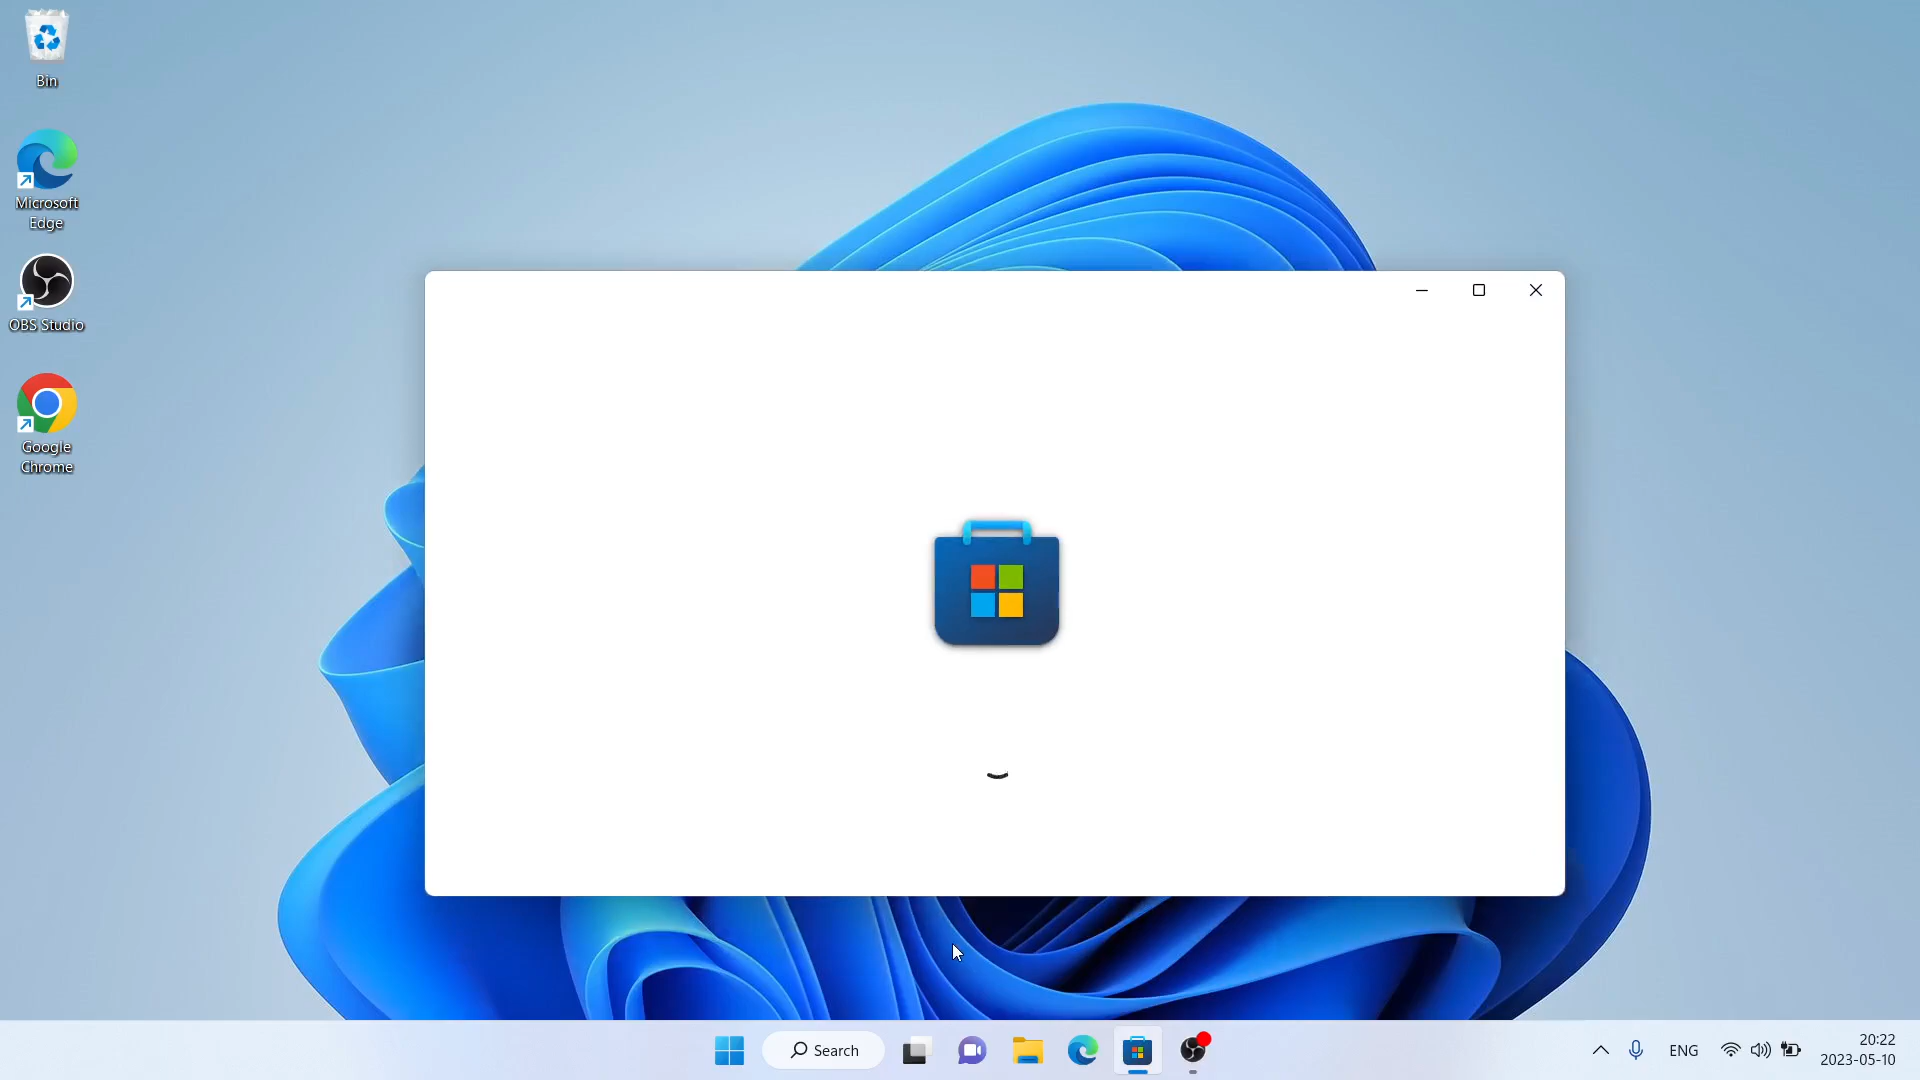 Bin
Microsoft
Edge
OBS Studio
Google
Chrome
Search
ENG
20:22
2023-05-10